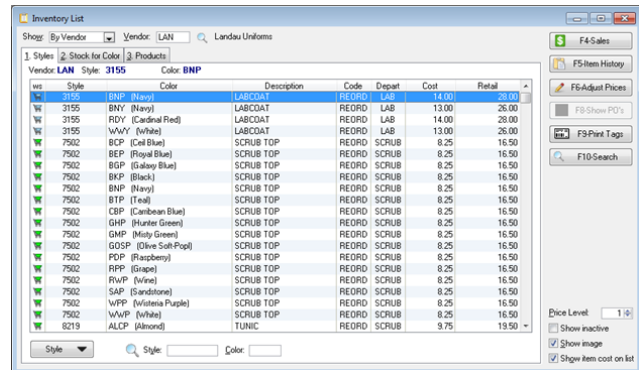 Inventory List
Show: By Vendor Vendor: LAN Landau Uniforms
1. Styles 2. Stock for Color 3. Products
Vendor: LAN Style: 3155 Color: BNP
ws Style Color Description Code Depart Cost Retail
3155 BNP (Navy) LABCOAT REORD LAB 14.00 28.00
3155 BNY (Navy) LABCOAT REORD LAB 13.00 26.00
3155 RDY (Cardinal Red) LABCOAT REORD LAB 14.00 28.00
3155 WWY (White) LABCOAT REORD LAB 13.00 26.00
7502 BCP (Ceil Blue) SCRUB TOP REORD SCRUB 8.25 16.50
7502 BEP (Royal Blue) SCRUB TOP REORD SCRUB 8.25 16.50
7502 BGP (Galaxy Blue) SCRUB TOP REORD SCRUB 8.25 16.50
7502 BKP (Black) SCRUB TOP REORD SCRUB 8.25 16.50
7502 BNP (Navy) SCRUB TOP REORD SCRUB 8.25 16.50
7502 BTP (Teal) SCRUB TOP REORD SCRUB 8.25 16.50
7502 CBP (Carribean Blue) SCRUB TOP REORD SCRUB 8.25 16.50
7502 GHP (Hunter Green) SCRUB TOP REORD SCRUB 8.25 16.50
7502 GMP (Misty Green) SCRUB TOP REORD SCRUB 8.25 16.50
7502 GOSP (Olive Soft-Popl) SCRUB TOP REORD SCRUB 8.25 16.50
7502 PDP (Raspberry) SCRUB TOP REORD SCRUB 8.25 16.50
7502 RPP (Grape) SCRUB TOP REORD SCRUB 8.25 16.50
7502 RWP (Wine) SCRUB TOP REORD SCRUB 8.25 16.50
7502 SAP (Sandstone) SCRUB TOP REORD SCRUB 8.25 16.50
7502 WPP (Wisteria Purple) SCRUB TOP REORD SCRUB 8.25 16.50
7502 WWP (White) SCRUB TOP REORD SCRUB 8.25 16.50
8219 ALCP (Almond) TUNIC REORD SCRUB 9.75 19.50
Style Style: Color:
F4-Sales
F5-Item History
F6-Adjust Prices
F8-Show PO's
F9-Print Tags
F10-Search
Price Level: 1
Show inactive
Show image
Show item cost on list